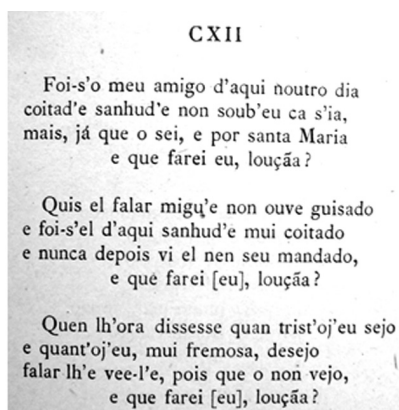 CXII
Foi-s'o meu amigo d'aqui noutro dia
coitad'e sanhud'e non soub'eu ca s'ia,
mais, já que o sei, e por santa Maria
e que farei eu, louçãa?
Quis el falar migu'e non ouve guisado
e foi-s'el d'aqui sanhud'e mui coitado
e nunca depois vi el nen seu mandado,
e que farei [eu], louçãa?
Quen lh'ora dissesse quan trist'oj'eu sejo
e quant'oj'eu, mui fremosa, desejo
falar lh'e vee-l'e, pois que o non vejo,
e que farei [eu], louçãa?